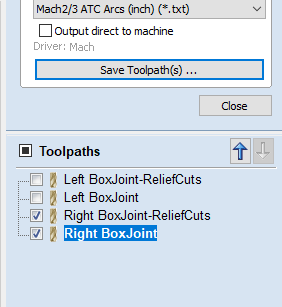 Mach2/3 ATC Arcs (inch) (*.txt)
Output direct to machine
Driver: Mach
Save Toolpath(s) ...
Close
Toolpaths
Left BoxJoint-ReliefCuts
Left BoxJoint
Right BoxJoint-ReliefCuts
Right BoxJoint